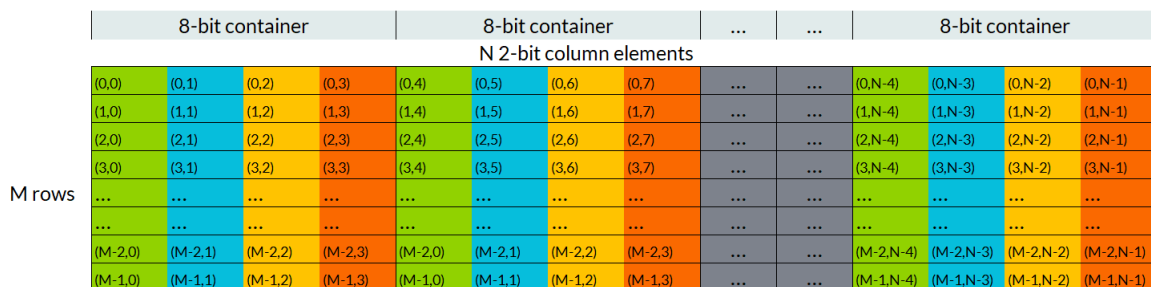 8-bit container 8-bit container ... ... 8-bit container
N 2-bit column elements
(0,0) (0,1) (0,2) (0,3) (0,4) (0,5) (0,6) (0,7) ... ... (0,N-4) (0,N-3) (0,N-2) (0,N-1)
(1,0) (1,1) (1,2) (1,3) (1,4) (1,5) (1,6) (1,7) ... ... (1,N-4) (1,N-3) (1,N-2) (1,N-1)
(2,0) (2,1) (2,2) (2,3) (2,4) (2,5) (2,6) (2,7) ... ... (2,N-4) (2,N-3) (2,N-2) (2,N-1)
(3,0) (3,1) (3,2) (3,3) (3,4) (3,5) (3,6) (3,7) ... ... (3,N-4) (3,N-3) (3,N-2) (3,N-1)
M rows ... ... ... ... ... ... ... ... ... ... ... ... ... ...
... ... ... ... ... ... ... ... ... ... ... ... ... ...
(M-2,0) (M-2,1) (M-2,2) (M-2,3) (M-2,0) (M-2,1) (M-2,2) (M-2,3) ... ... (M-2,N-4) (M-2,N-3) (M-2,N-2) (M-2,N-1)
(M-1,0) (M-1,1) (M-1,2) (M-1,3) (M-1,0) (M-1,1) (M-1,2) (M-1,3) ... ... (M-1,N-4) (M-1,N-3) (M-1,N-2) (M-1,N-1)